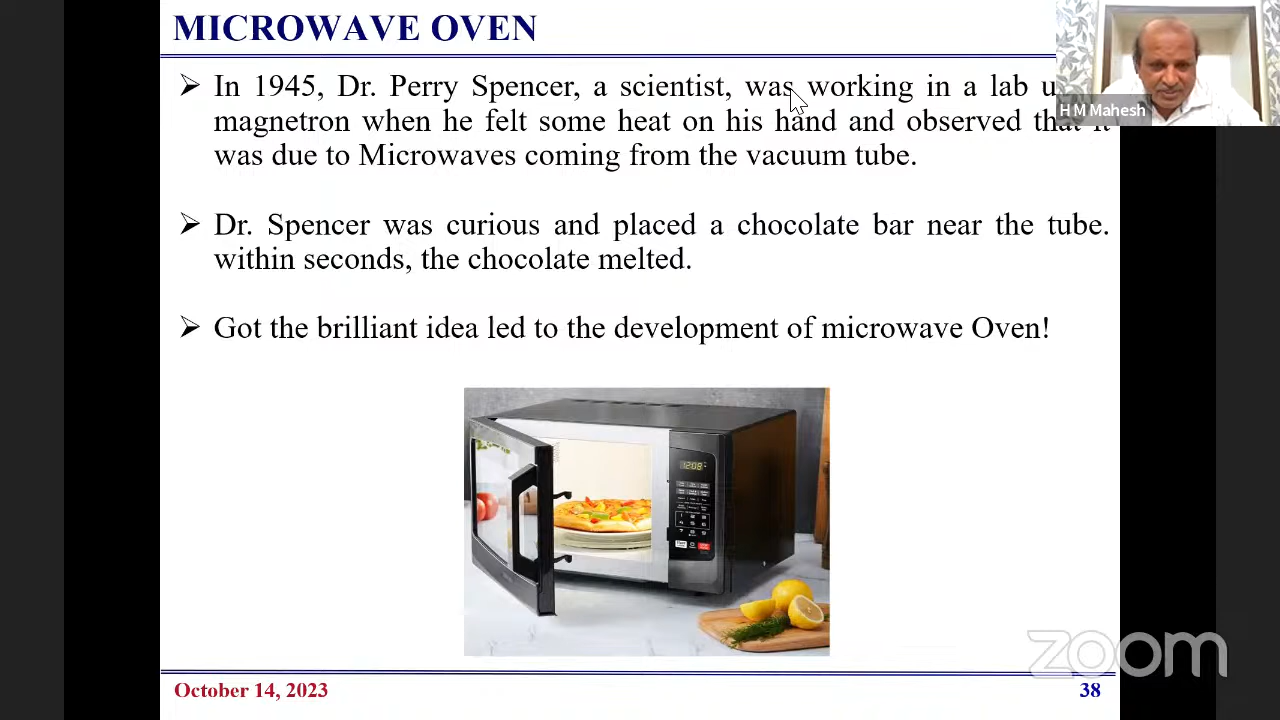 MICROWAVE OVEN
➢ In 1945, Dr. Perry Spencer, a scientist, was working in a lab
H M Mahesh
magnetron when he felt some heat on his hand and observed that it
was due to Microwaves coming from the vacuum tube.
➢ Dr. Spencer was curious and placed a chocolate bar near the tube.
within seconds, the chocolate melted.
➢ Got the brilliant idea led to the development of microwave Oven!
12:08
zoom
October 14, 2023
38